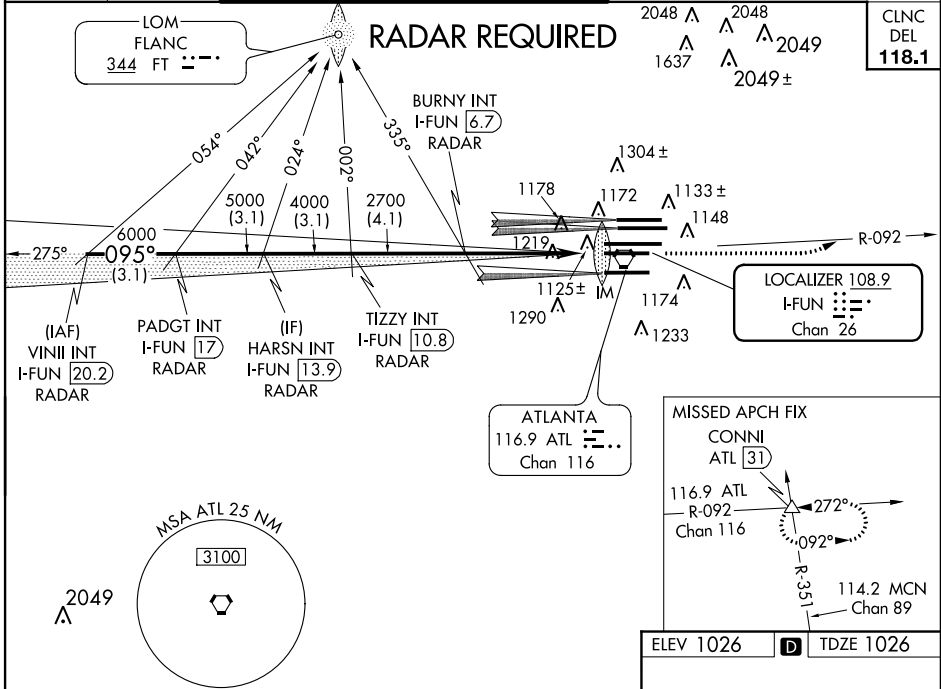 LOM
FLANC
344 FT
RADAR REQUIRED
2048
2048
2049
1637
2049 ±
CLNC
DEL
118.1
BURNY INT
I-FUN 6.7
RADAR
054°
042°
024°
002°
335°
1304 ±
1178
1172
1133 ±
1148
5000
(3.1)
4000
(3.1)
2700
(4.1)
6000
275°
095°
(3.1)
1219
R-092
1125 ±
IM
1174
1290
1233
LOCALIZER 108.9
I-FUN
Chan 26
(IAF)
VINII INT
I-FUN 20.2
RADAR
PADGT INT
I-FUN 17
RADAR
(IF)
HARSN INT
I-FUN 13.9
RADAR
TIZZY INT
I-FUN 10.8
RADAR
ATLANTA
116.9 ATL
Chan 116
MISSED APCH FIX
CONNI
ATL 31
116.9 ATL
R-092
Chan 116
272°
092°
R-351
114.2 MCN
Chan 89
MSA ATL 25 NM
3100
2049
ELEV 1026 D TDZE 1026